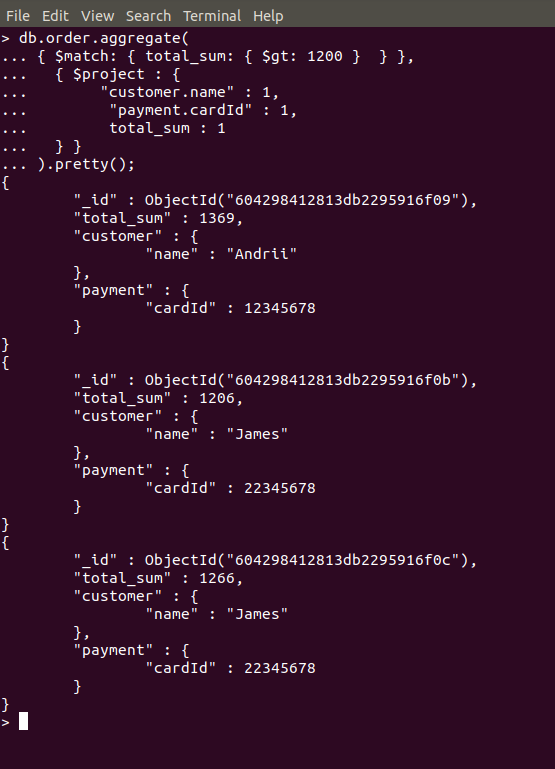 File Edit View Search Terminal Help
> db.order.aggregate(
... { $match: { total_sum: { $gt: 1200 }  } },
...   { $project : {
...        "customer.name" : 1,
...         "payment.cardId" : 1,
...         total_sum : 1
...   } }
... ).pretty();
{
        "_id" : ObjectId("604298412813db2295916f09"),
        "total_sum" : 1369,
        "customer" : {
                "name" : "Andrii"
        },
        "payment" : {
                "cardId" : 12345678
        }
}
{
        "_id" : ObjectId("604298412813db2295916f0b"),
        "total_sum" : 1206,
        "customer" : {
                "name" : "James"
        },
        "payment" : {
                "cardId" : 22345678
        }
}
{
        "_id" : ObjectId("604298412813db2295916f0c"),
        "total_sum" : 1266,
        "customer" : {
                "name" : "James"
        },
        "payment" : {
                "cardId" : 22345678
        }
}
>